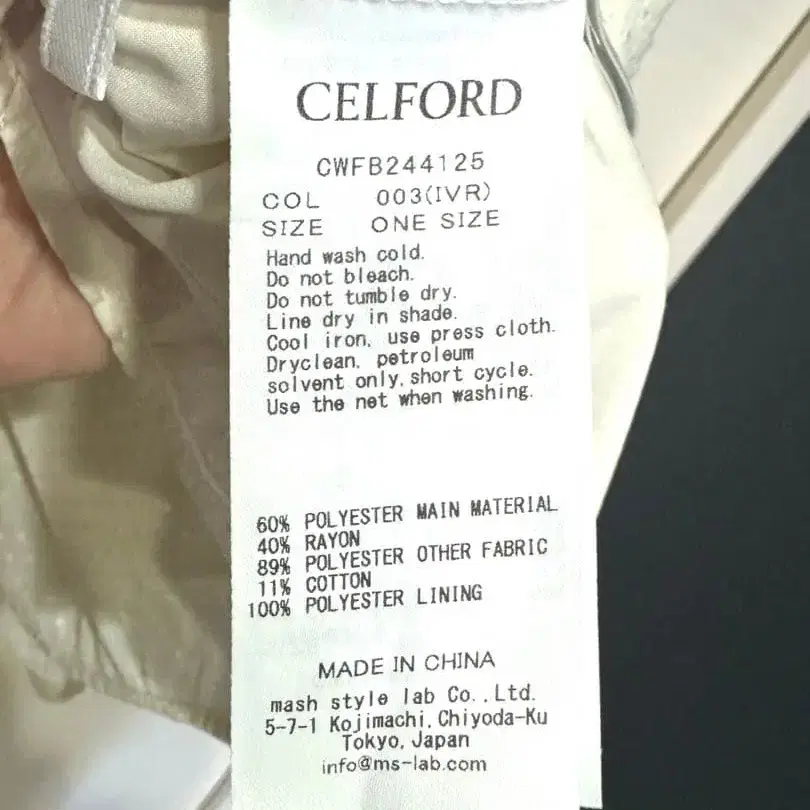 CELFORD
CWFB244125
COL 003(IVR)
SIZE ONE SIZE
Hand wash cold.
Do not bleach.
Do not tumble dry.
Line dry in shade.
Cool iron, use press cloth.
Dryclean, petroleum
solvent only, short cycle.
Use the net when washing.
60% POLYESTER MAIN MATERIAL
40% RAYON
89% POLYESTER OTHER FABRIC
11% COTTON
100% POLYESTER LINING
MADE IN CHINA
mash style lab Co.,Ltd.
5-7-1 Kojimachi, Chiyoda-Ku
Tokyo, Japan
info@ms-lab.com